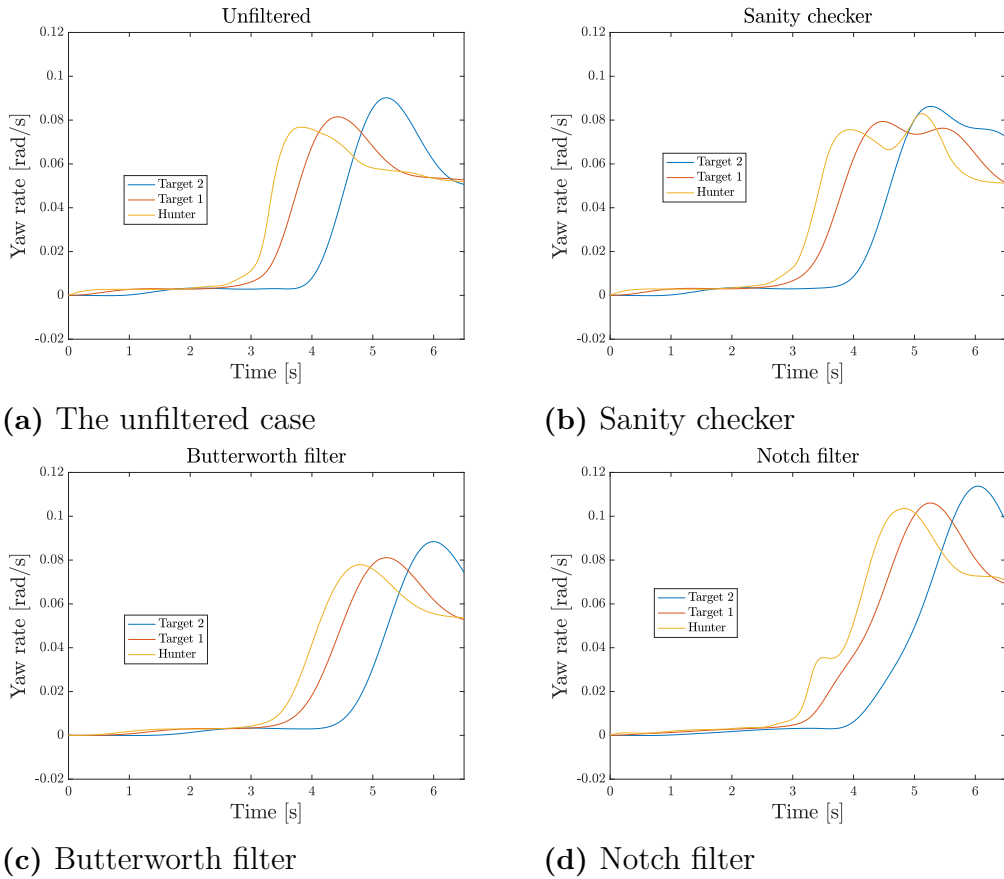 Unfiltered
0.12
0.1
0.08
0.06
0.04
0.02
0
-0.02
Yaw rate [rad/s]
Target 2
Target 1
Hunter
0 1 2 3 4 5 6
Time [s]
(a) The unfiltered case
Sanity checker
0.12
0.1
0.08
0.06
0.04
0.02
0
-0.02
Yaw rate [rad/s]
Target 2
Target 1
Hunter
0 1 2 3 4 5 6
Time [s]
(b) Sanity checker
Butterworth filter
0.12
0.1
0.08
0.06
0.04
0.02
0
-0.02
Yaw rate [rad/s]
Target 2
Target 1
Hunter
0 1 2 3 4 5 6
Time [s]
(c) Butterworth filter
Notch filter
0.12
0.1
0.08
0.06
0.04
0.02
0
-0.02
Yaw rate [rad/s]
Target 2
Target 1
Hunter
0 1 2 3 4 5 6
Time [s]
(d) Notch filter